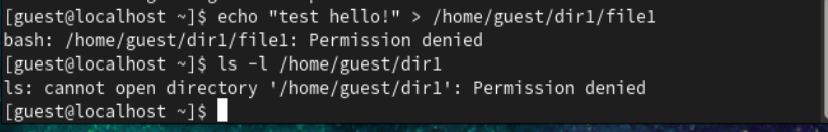 [guest@localhost ~]$ echo "test hello!" > /home/guest/dir1/file1
bash: /home/guest/dir1/file1: Permission denied
[guest@localhost ~]$ ls -l /home/guest/dir1
ls: cannot open directory '/home/guest/dir1': Permission denied
[guest@localhost ~]$